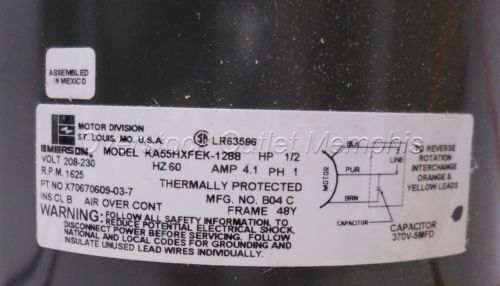 ASSEMBLED
IN MEXICO
MOTOR DIVISION
ST. LOUIS, MO. U.S.A.
LR63596
EMERSON
MODEL KA55HXFEK-1288 HP 1/2
VOLT 208-230 HZ 60 AMP 4.1 PH 1
R.P.M. 1625 THERMALLY PROTECTED
PT NO X70670609-03-7 MFG. NO. B04 C
INS CL B AIR OVER CONT FRAME 48Y
WARNING: FOLLOW ALL SAFETY INSTRUCTIONS.
REDUCE POTENTIAL ELECTRICAL SHOCK.
DISCONNECT POWER BEFORE SERVICING. FOLLOW
NATIONAL AND LOCAL CODES FOR GROUNDING AND
INSULATE UNUSED LEAD WIRES INDIVIDUALLY.
MOTOR
LINE
PUR
BRN
CAPACITOR
REVERSE
ROTATION
INTERCHANGE
ORANGE &
YELLOW LEADS
CAPACITOR
370V-5MFD
Outlet Memphis